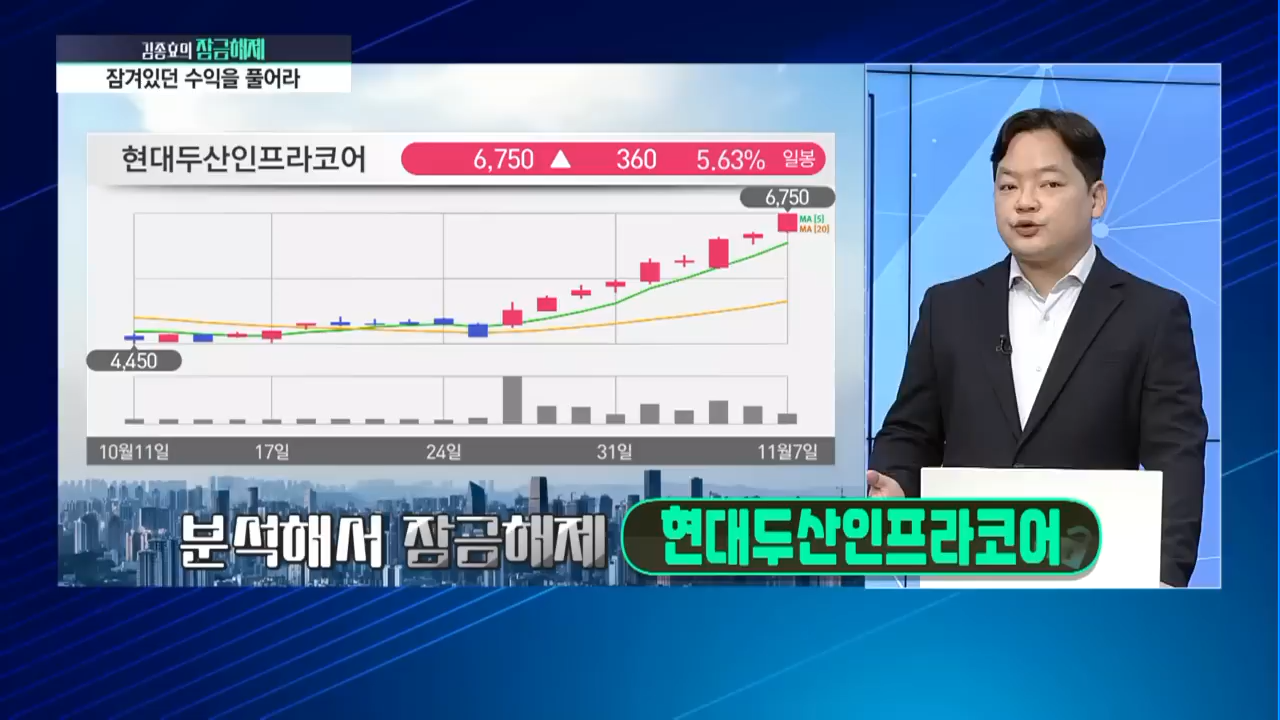 김종효의 잠금해제
잠겨있던 수익을 풀어라
현대두산인프라코어 6,750 ▲ 360 5.63% 일봉
6,750
MA [5]
MA [20]
4,450
10월11일 17일 24일 31일 11월7일
분석해서 잠금해제 현대두산인프라코어